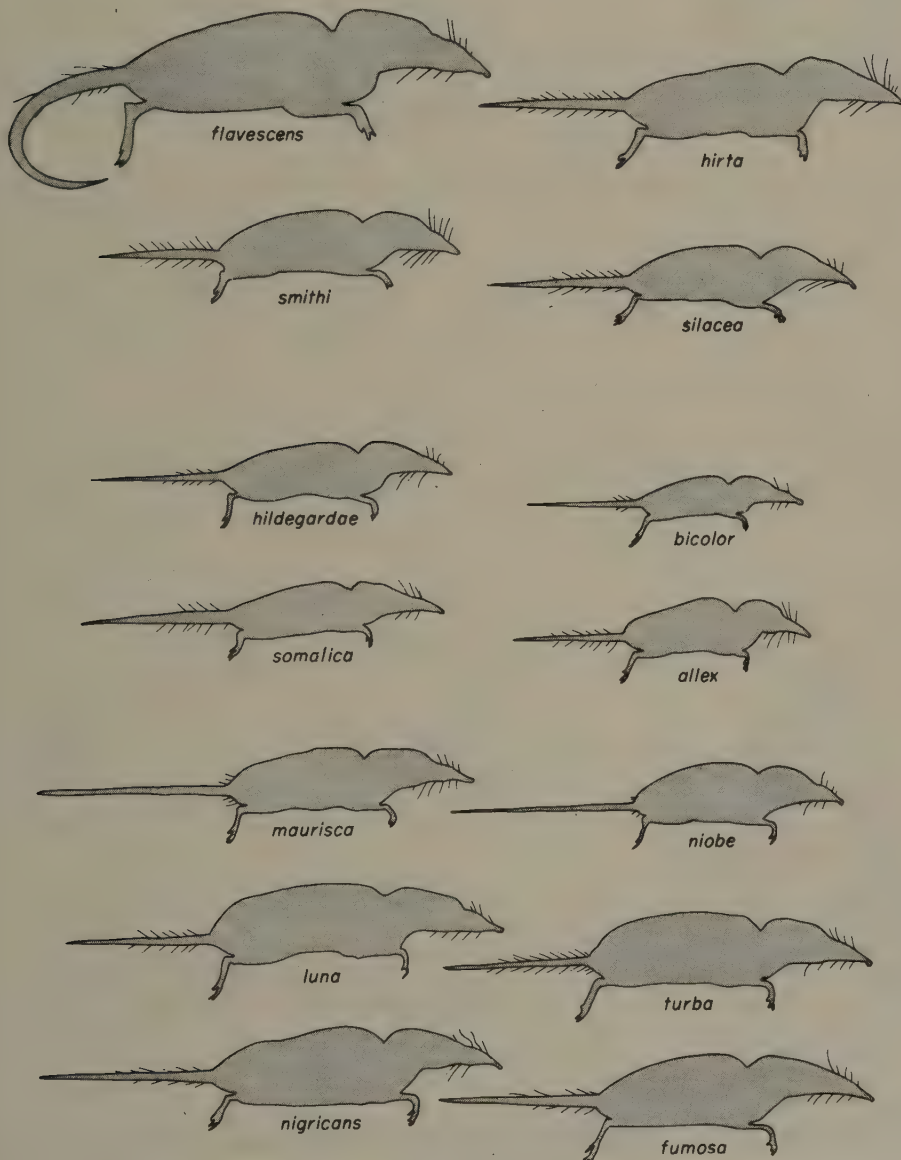 flavescens
hirta
smithi
silacea
hildegardae
bicolor
somalica
allex
maurisca
niobe
luna
turba
nigricans
fumosa